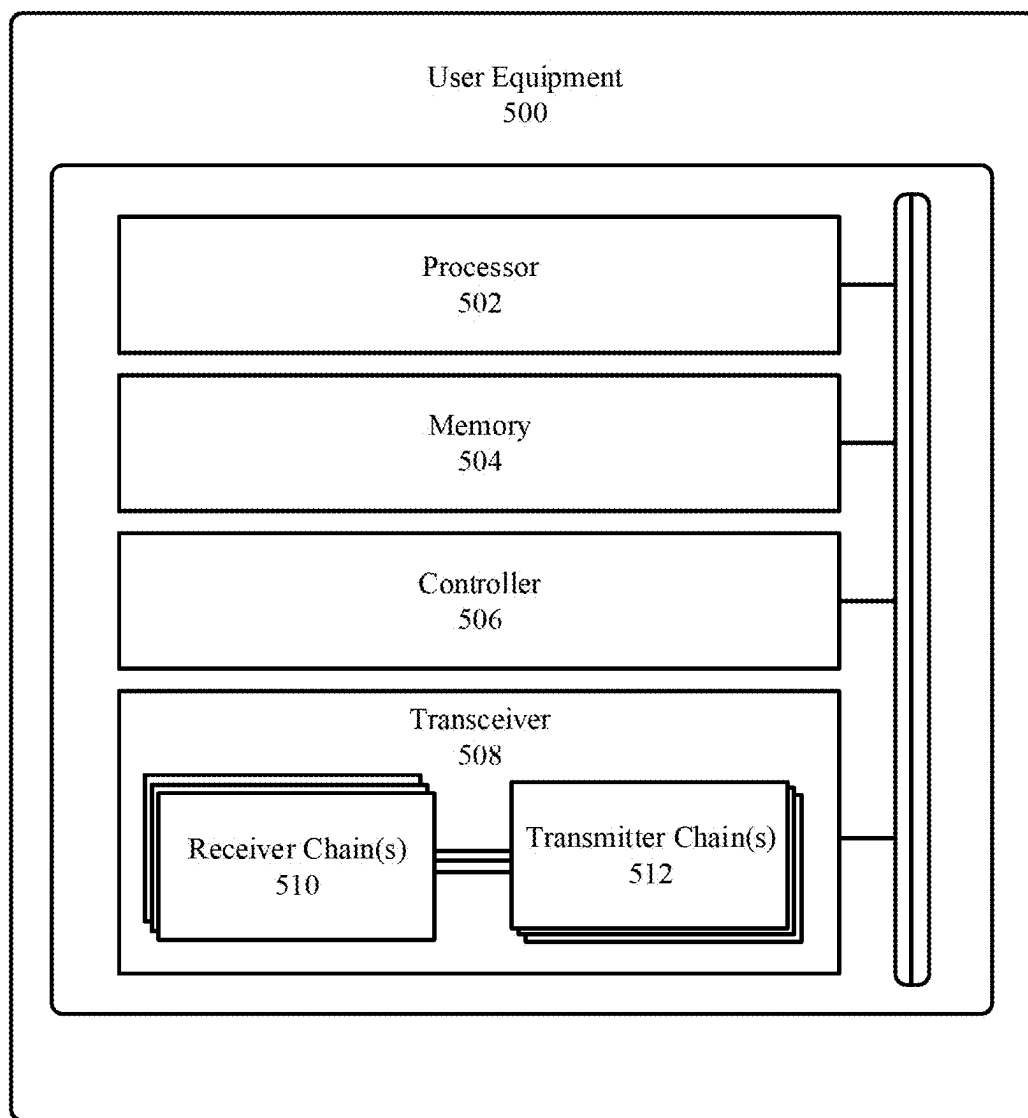 User Equipment
500
Processor
502
Memory
504
Controller
506
Transceiver
508
Receiver Chain(s)
510
Transmitter Chain(s)
512